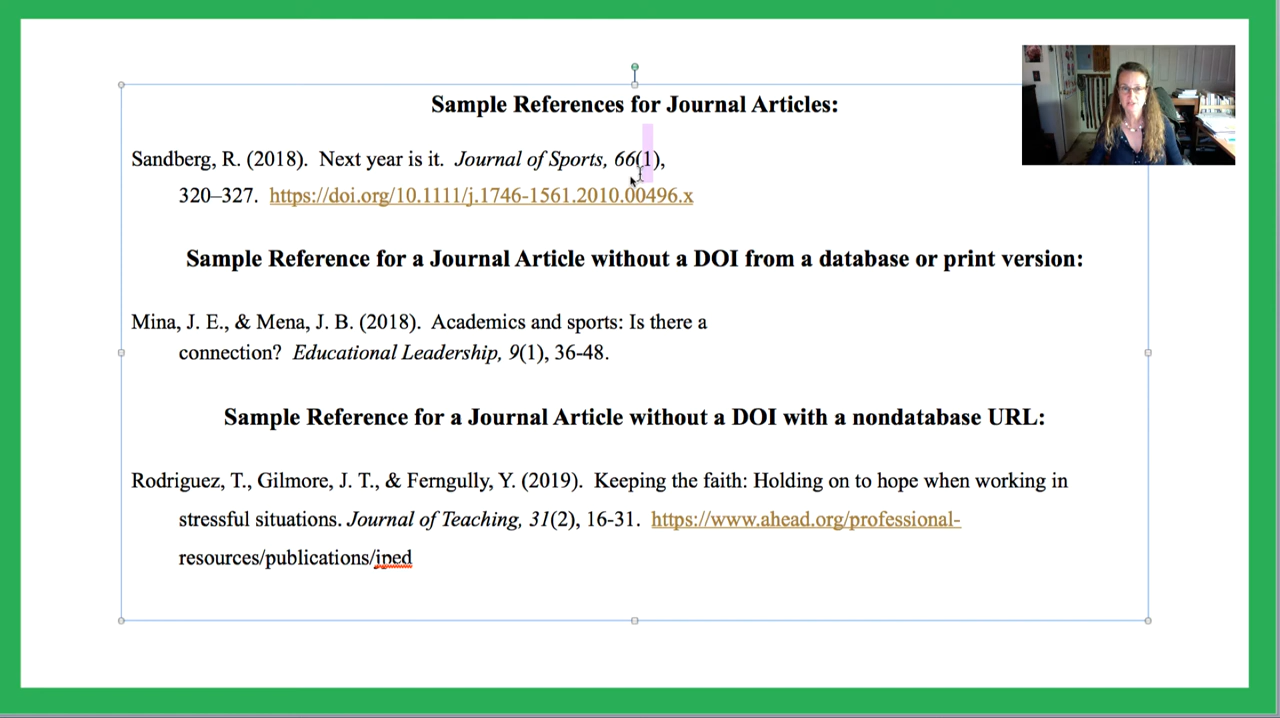 Sample References for Journal Articles:
Sandberg, R. (2018).  Next year is it.  Journal of Sports, 66(1),
320–327.  https://doi.org/10.1111/j.1746-1561.2010.00496.x
Sample Reference for a Journal Article without a DOI from a database or print version:
Mina, J. E., & Mena, J. B. (2018).  Academics and sports: Is there a
connection?  Educational Leadership, 9(1), 36-48.
Sample Reference for a Journal Article without a DOI with a nondatabase URL:
Rodriguez, T., Gilmore, J. T., & Ferngully, Y. (2019).  Keeping the faith: Holding on to hope when working in
stressful situations. Journal of Teaching, 31(2), 16-31.  https://www.ahead.org/professional-
resources/publications/jped